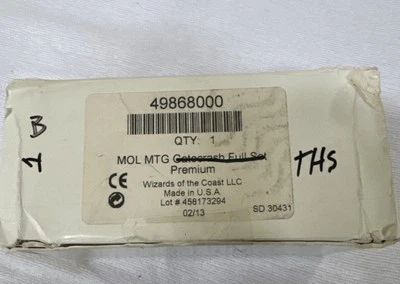 49868000
QTY: 1
MOL MTG Gatecrash Full Set
Premium
CE
Wizards of the Coast LLC
Made in U.S.A.
Lot # 456173294
02/13
SD 30431
1 B
THS